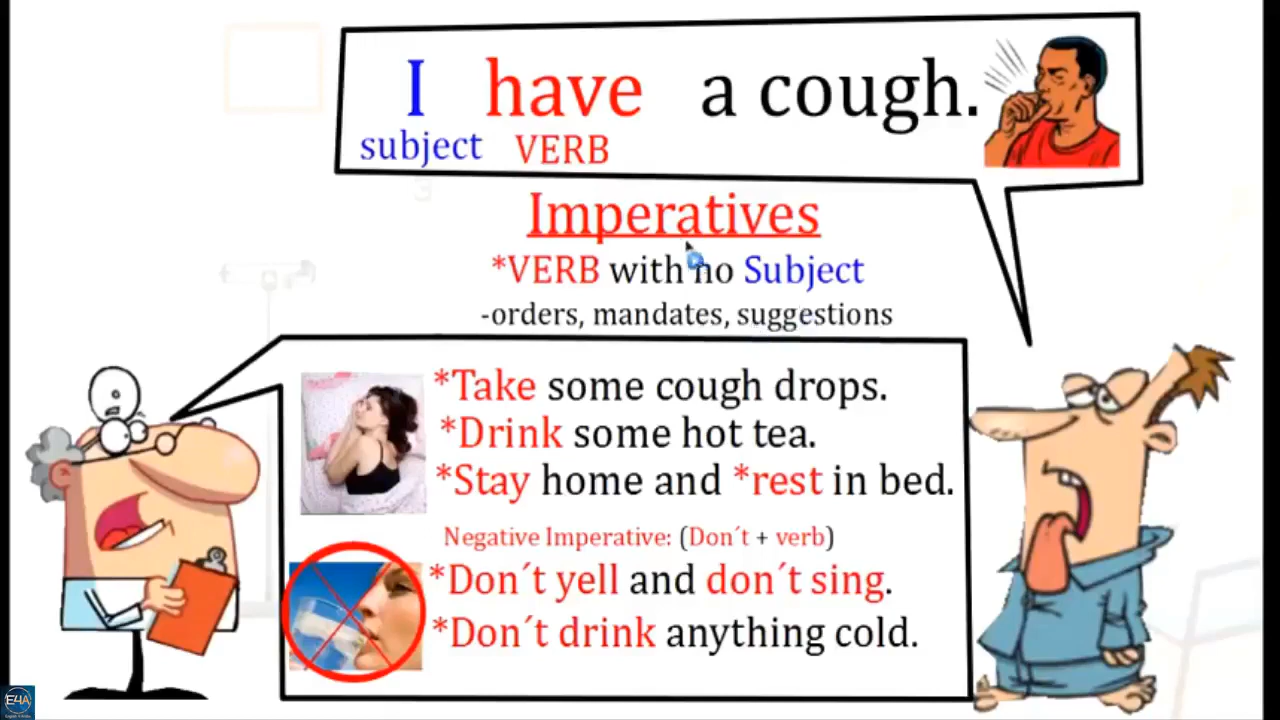 I have a cough.
subject VERB
Imperatives
*VERB with no Subject
-orders, mandates, suggestions
*Take some cough drops.
*Drink some hot tea.
*Stay home and *rest in bed.
Negative Imperative: (Don´t + verb)
*Don´t yell and don´t sing.
*Don´t drink anything cold.
E4A